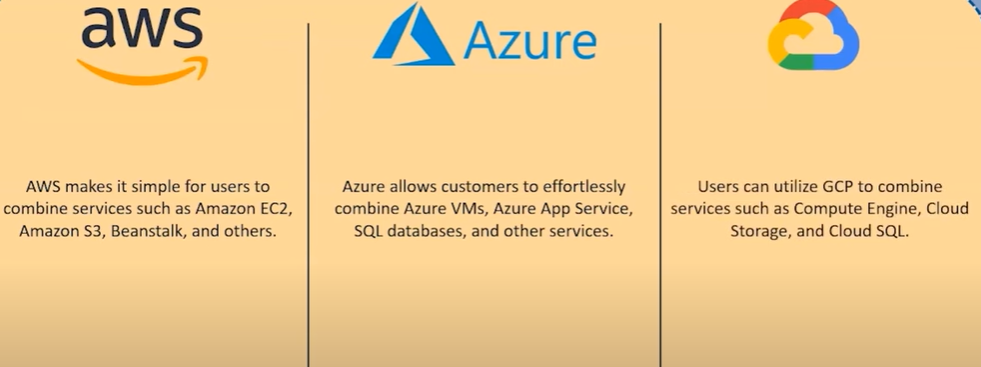 aws
Azure
AWS makes it simple for users to
combine services such as Amazon EC2,
Amazon S3, Beanstalk, and others.
Azure allows customers to effortlessly
combine Azure VMs, Azure App Service,
SQL databases, and other services.
Users can utilize GCP to combine
services such as Compute Engine, Cloud
Storage, and Cloud SQL.